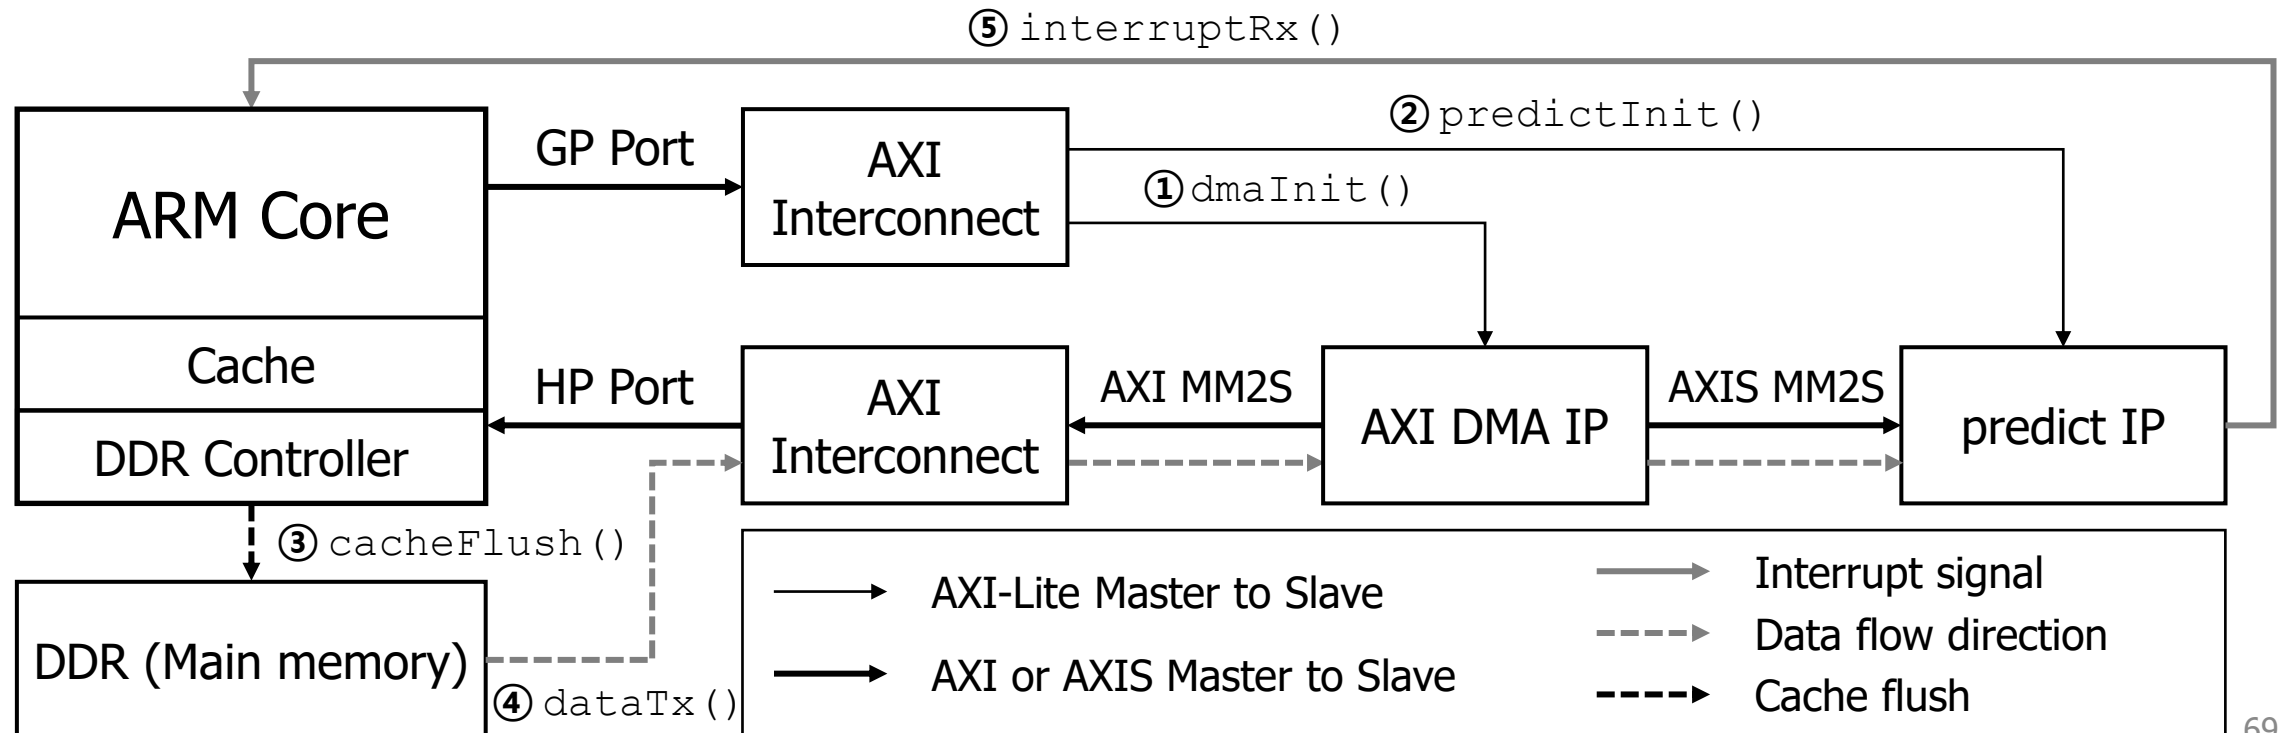 ⑤ interruptRx()
② predictInit()
GP Port
AXI
Interconnect
① dmaInit()
ARM Core
Cache
DDR Controller
HP Port
AXI
Interconnect
AXI MM2S
AXI DMA IP
AXIS MM2S
predict IP
③ cacheFlush()
DDR (Main memory)
④ dataTx()
AXI-Lite Master to Slave
AXI or AXIS Master to Slave
Interrupt signal
Data flow direction
Cache flush
69